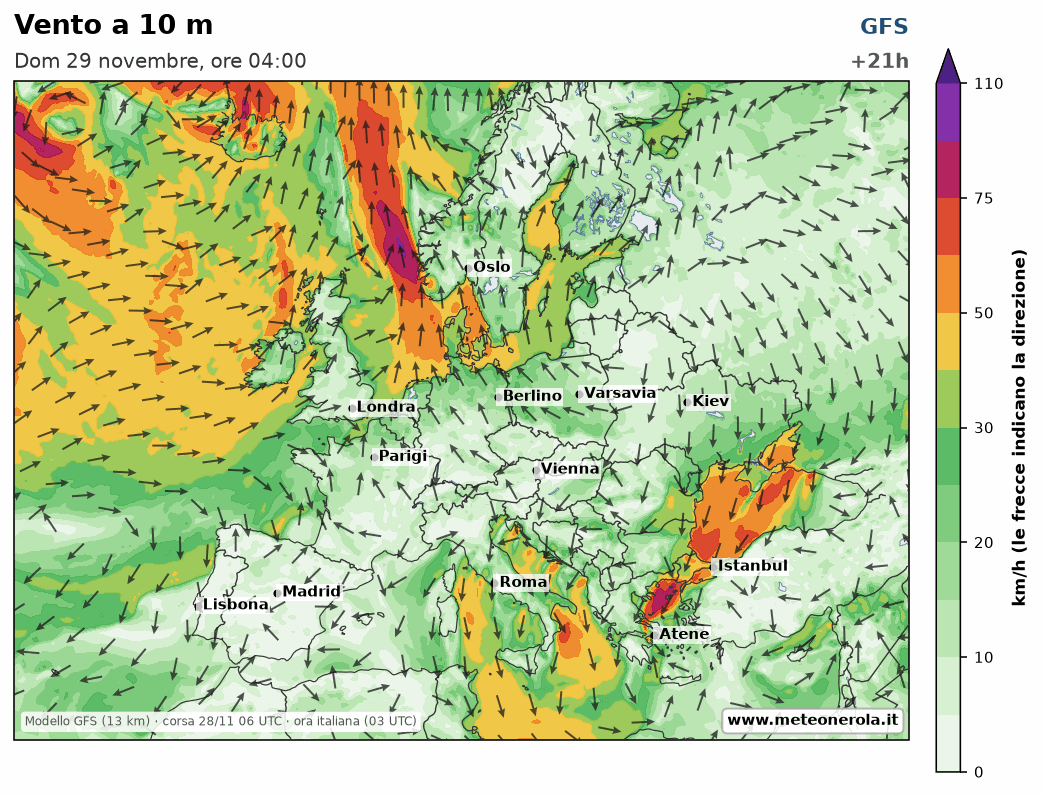 Vento a 10 m
GFS
Dom 29 novembre, ore 04:00
+21h
110
75
50
30
20
10
0
km/h (le frecce indicano la direzione)
Oslo
Berlino
Varsavia
Kiev
Londra
Parigi
Vienna
Istanbul
Roma
Madrid
Lisbona
Atene
Modello GFS (13 km) · corsa 28/11 06 UTC · ora italiana (03 UTC)
www.meteonerola.it